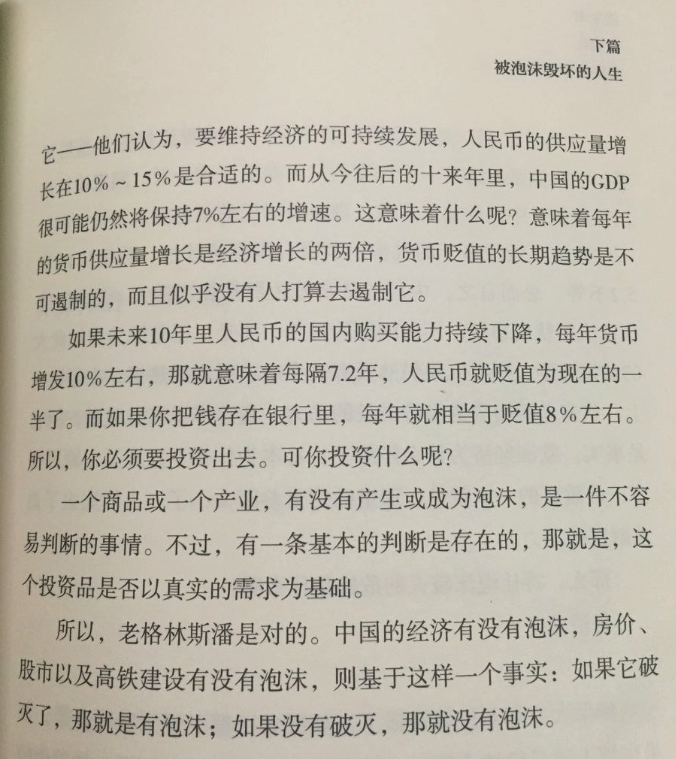 下篇
被泡沫毁坏的人生
它——他们认为，要维持经济的可持续发展，人民币的供应量增
长在10%～15%是合适的。而从今往后的十来年里，中国的GDP
很可能仍然将保持7%左右的增速。这意味着什么呢？意味着每年
的货币供应量增长是经济增长的两倍，货币贬值的长期趋势是不
可遏制的，而且似乎没有人打算去遏制它。
如果未来10年里人民币的国内购买能力持续下降，每年货币
增发10%左右，那就意味着每隔7.2年，人民币就贬值为现在的一
半了。而如果你把钱存在银行里，每年就相当于贬值8%左右。
所以，你必须要投资出去。可你投资什么呢？
一个商品或一个产业，有没有产生或成为泡沫，是一件不容
易判断的事情。不过，有一条基本的判断是存在的，那就是，这
个投资品是否以真实的需求为基础。
所以，老格林斯潘是对的。中国的经济有没有泡沫，房价、
股市以及高铁建设有没有泡沫，则基于这样一个事实：如果它破
灭了，那就是有泡沫；如果没有破灭，那就没有泡沫。